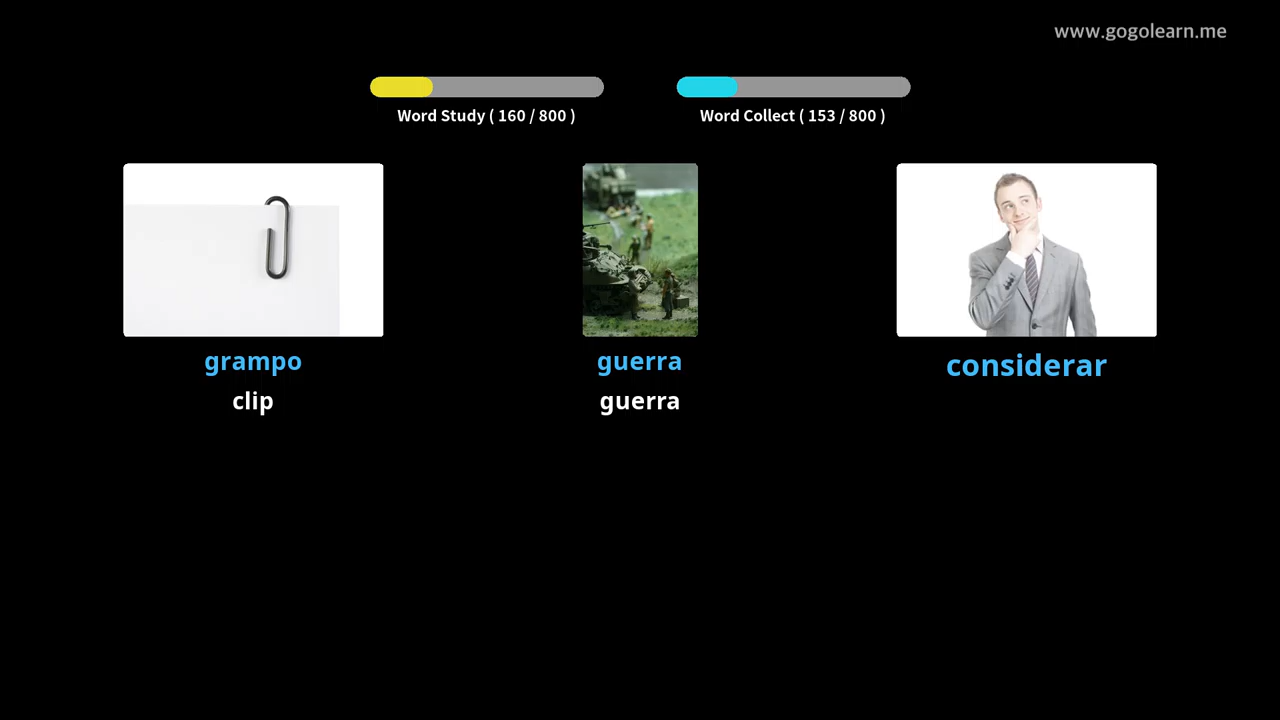 www.gogolearn.me
Word Study ( 160 / 800 )
Word Collect ( 153 / 800 )
grampo
guerra
considerar
clip
guerra